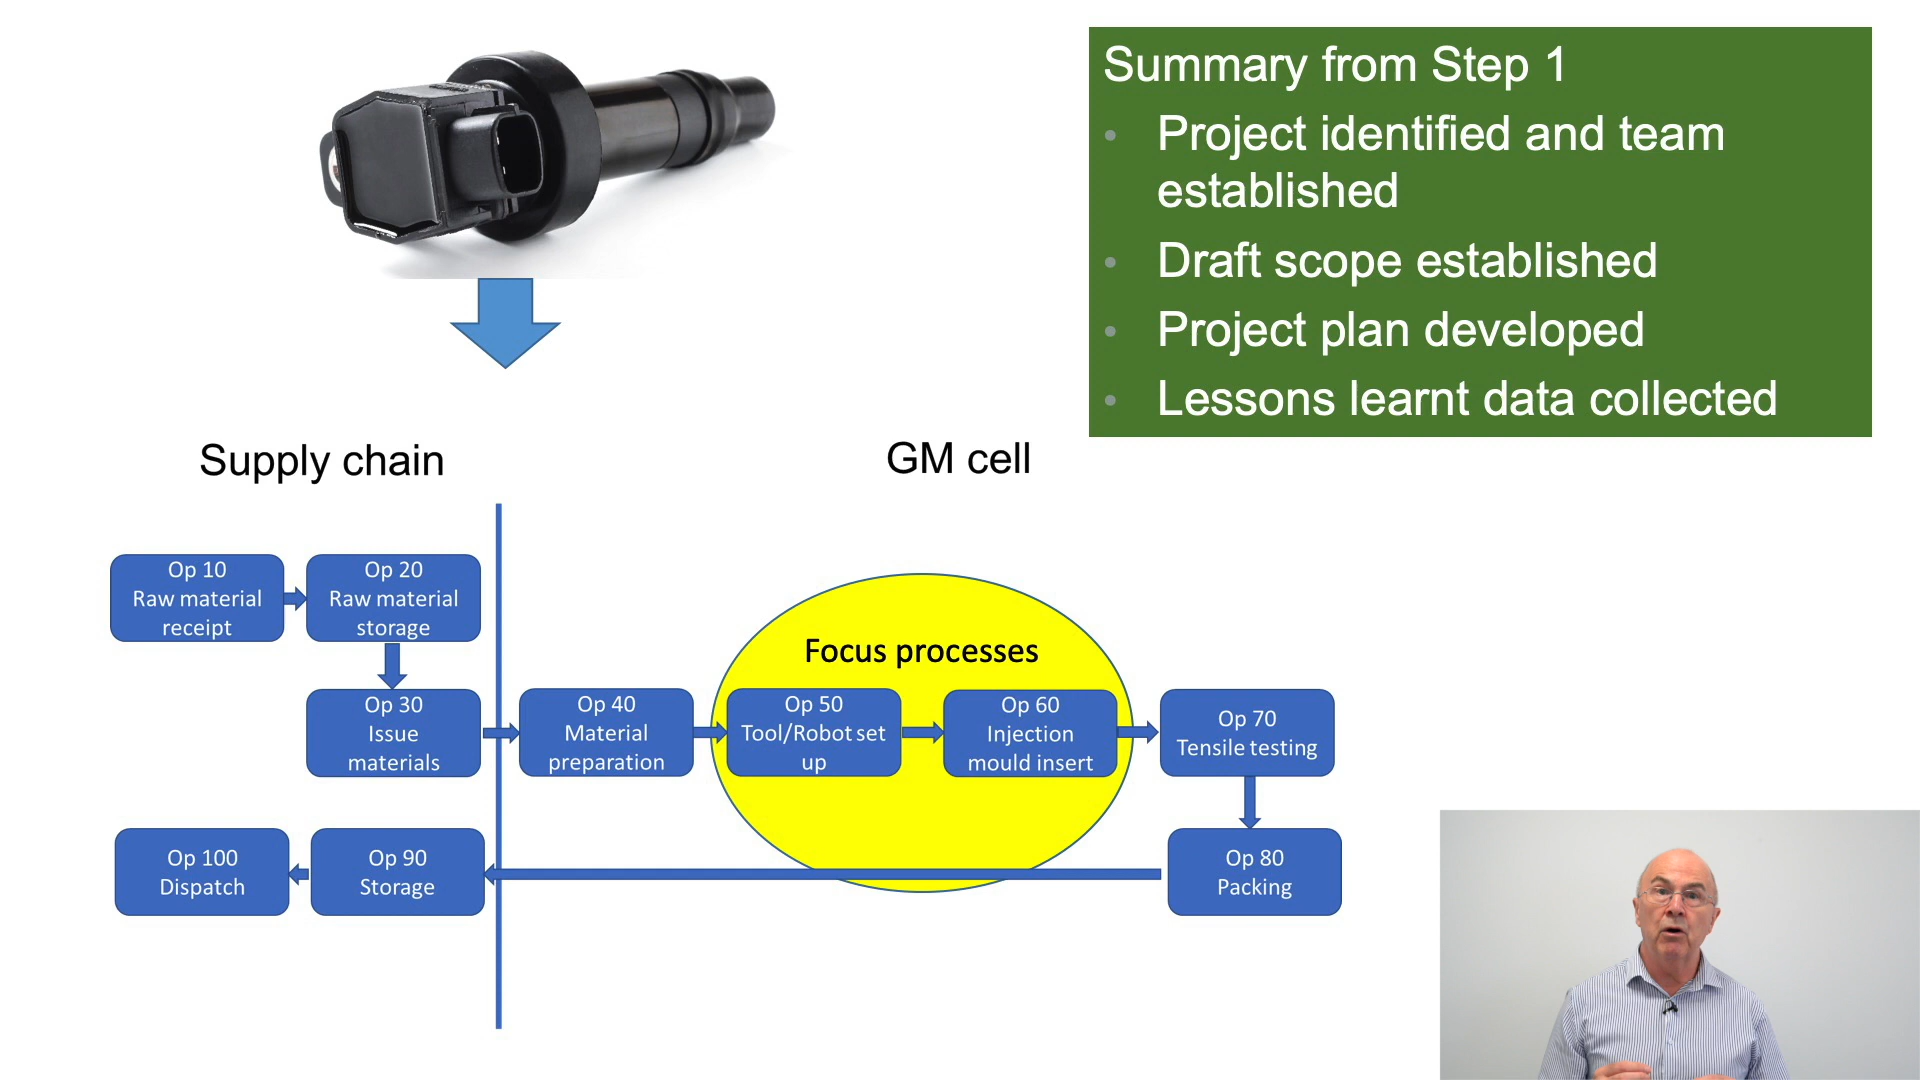 Summary from Step 1
• Project identified and team
established
• Draft scope established
• Project plan developed
• Lessons learnt data collected
Supply chain
GM cell
Op 10
Raw material
receipt
Op 20
Raw material
storage
Op 30
Issue
materials
Op 40
Material
preparation
Focus processes
Op 50
Tool/Robot set
up
Op 60
Injection
mould insert
Op 70
Tensile testing
Op 80
Packing
Op 90
Storage
Op 100
Dispatch